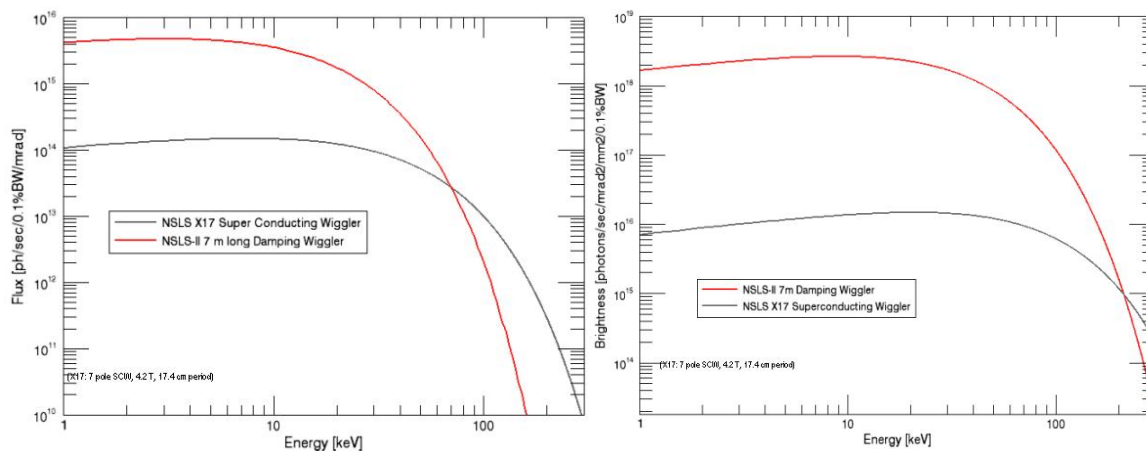 10^16
10^15
10^14
10^13
10^12
10^11
10^10
Flux [ph/sec/0.1%BW/mrad]
NSLS X17 Super Conducting Wiggler
NSLS-II 7 m long Damping Wiggler
(X17: 7 pole SCW, 4.2 T, 17.4 cm period)
1
10
100
Energy [keV]
10^19
10^18
10^17
10^16
10^15
10^14
Brightness [photons/sec/mrad2/mm2/0.1%BW]
NSLS-II 7m Damping Wiggler
NSLS X17 Superconducting Wiggler
(X17: 7 pole SCW, 4.2 T, 17.4 cm period)
1
10
100
Energy [keV]